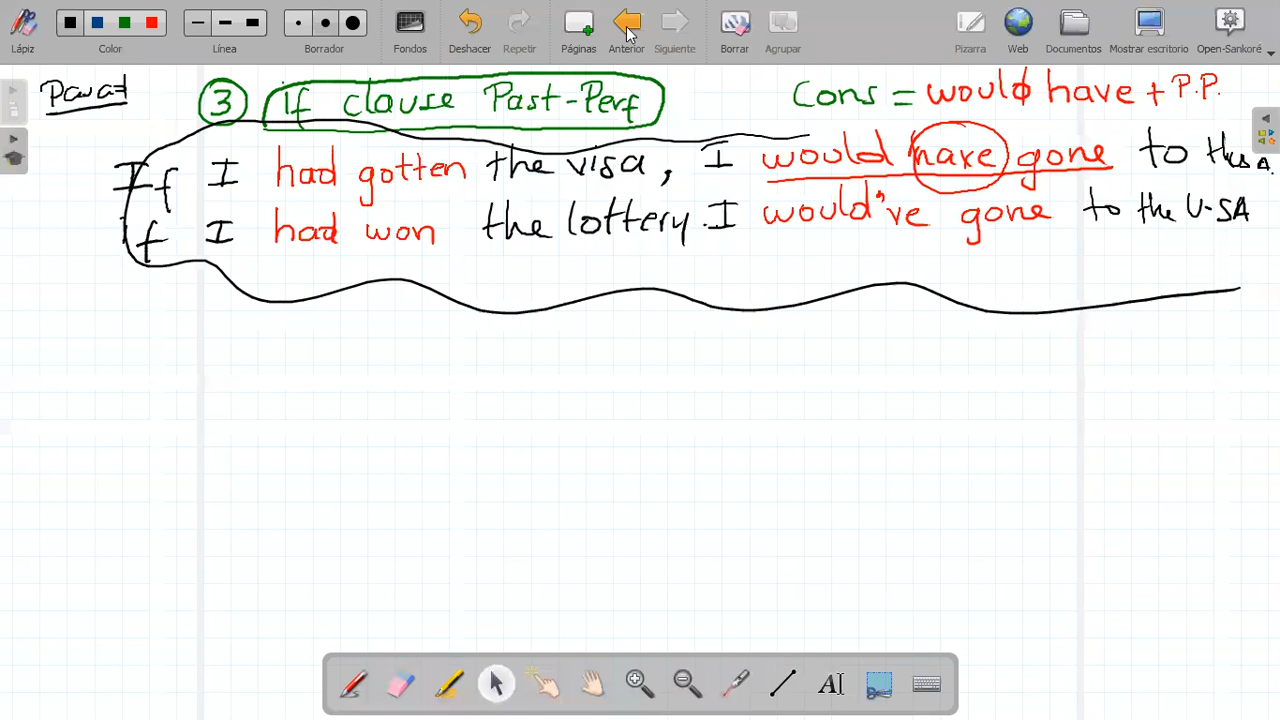 Lápiz Color Línea Borrador Fondos Deshacer Repetir Páginas Anterior Siguiente Borrar Agrupar Pizarra Web Documentos Mostrar escritorio Open-Sankoré
3 if clause Past-Perf Cons = would have + P.P.
If I had gotten the visa, I would have gone to
f I had won the lottery. I would've gone to the U-SA
AI